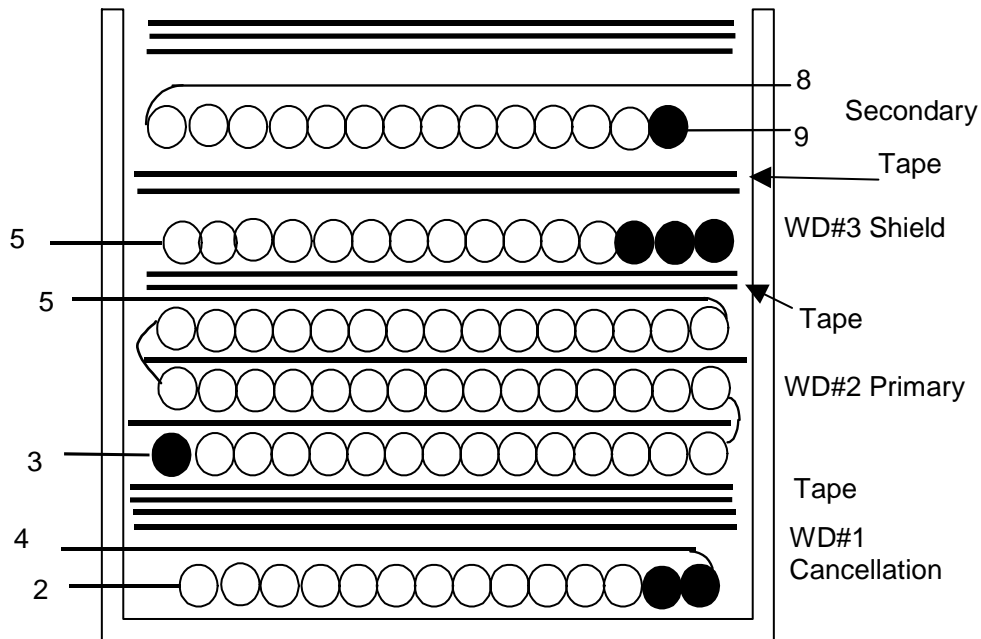 8
Secondary
9
Tape
5
WD#3 Shield
5
Tape
WD#2 Primary
3
Tape
4
WD#1
Cancellation
2